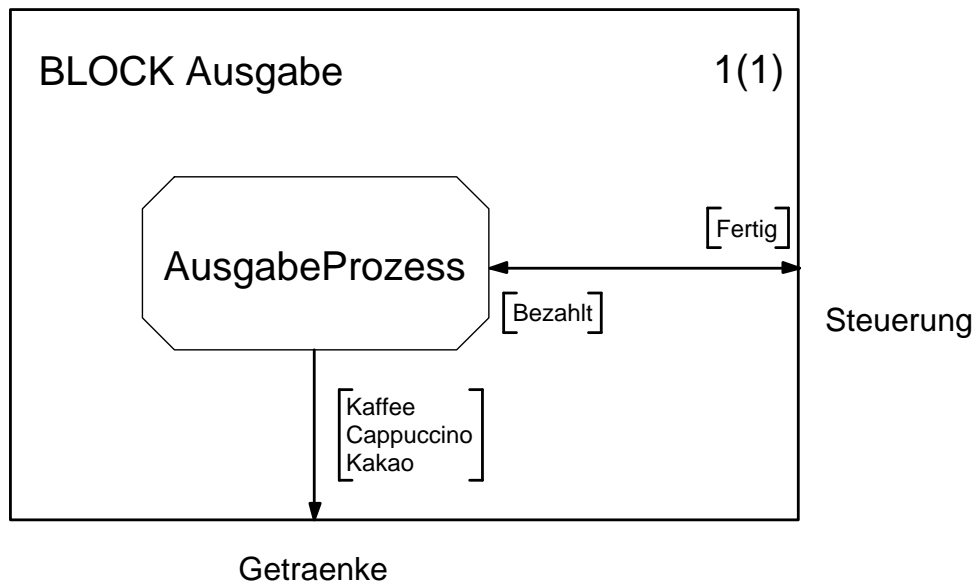 BLOCK Ausgabe 1(1)
[Fertig]
AusgabeProzess
[Bezahlt]
Steuerung
Kaffee
Cappuccino
Kakao
Getraenke